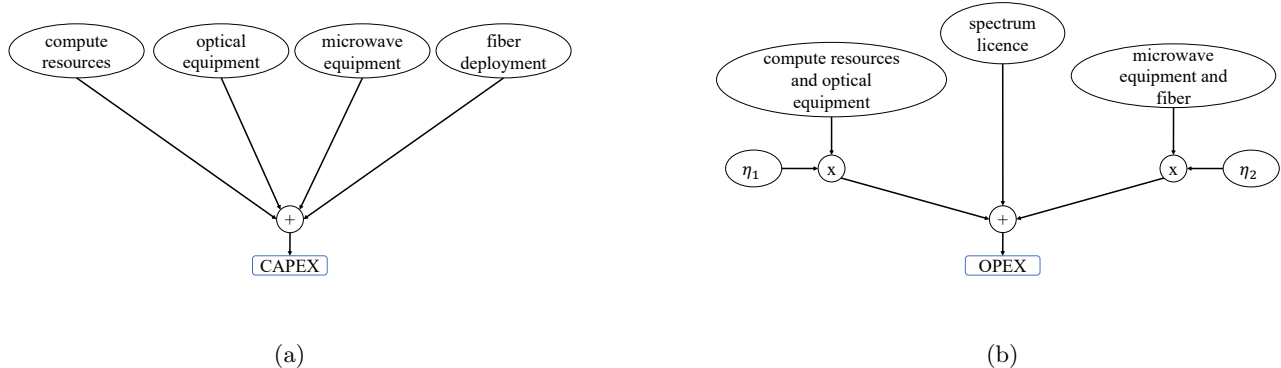 compute
resources
optical
equipment
microwave
equipment
fiber
deployment
+
CAPEX
(a)
spectrum
licence
compute resources
and optical
equipment
microwave
equipment and
fiber
η₁
x
x
η₂
+
OPEX
(b)